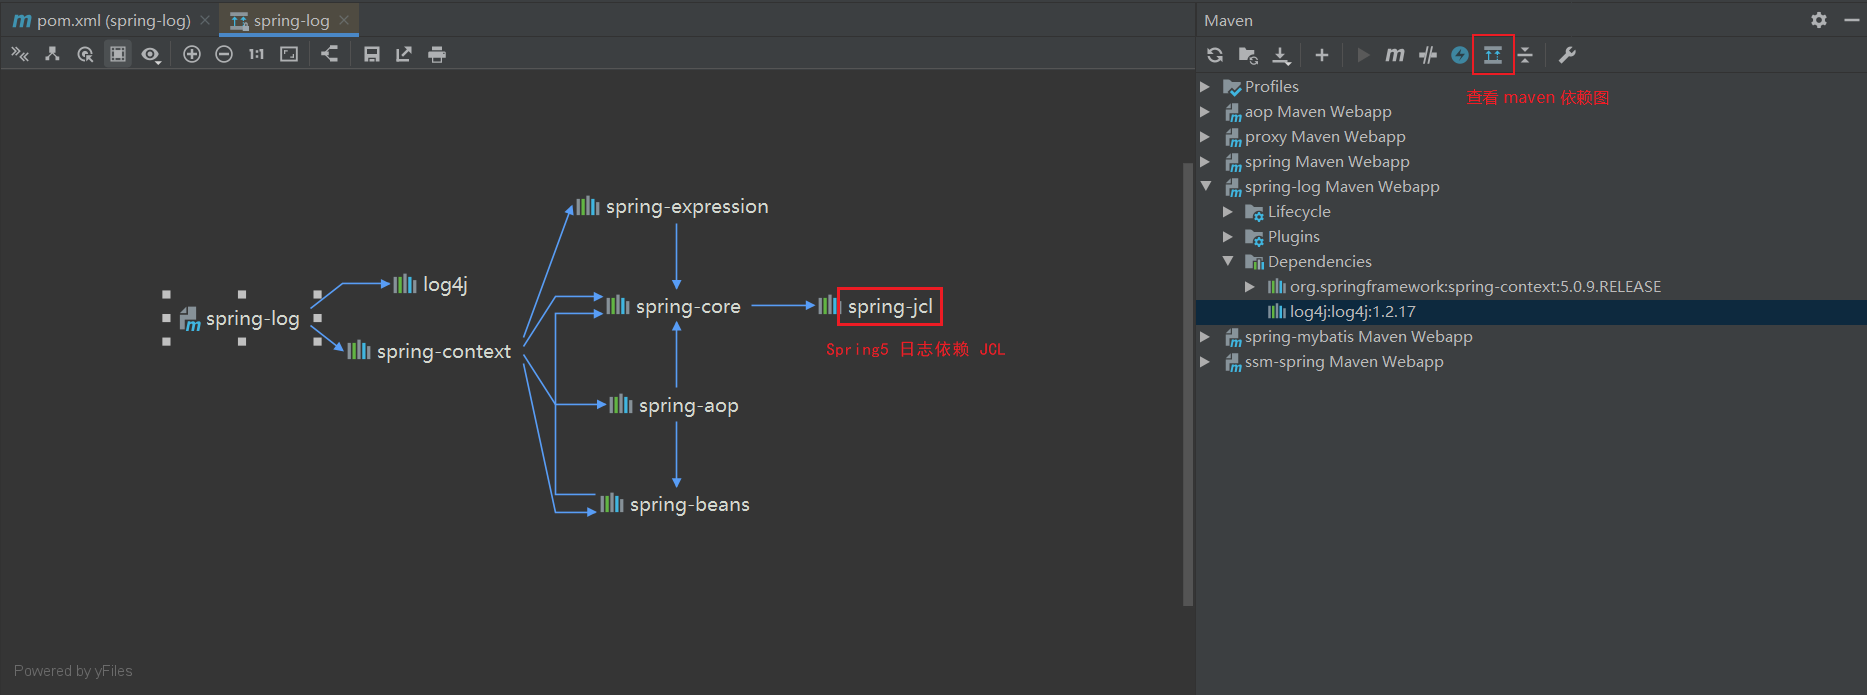 pom.xml (spring-log)
spring-log
1:1
spring-expression
log4j
spring-core
spring-jcl
spring-log
Spring5 日志依赖 JCL
spring-context
spring-aop
spring-beans
Powered by yFiles
Maven
查看 maven 依赖图
Profiles
aop Maven Webapp
proxy Maven Webapp
spring Maven Webapp
spring-log Maven Webapp
Lifecycle
Plugins
Dependencies
org.springframework:spring-context:5.0.9.RELEASE
log4j:log4j:1.2.17
spring-mybatis Maven Webapp
ssm-spring Maven Webapp